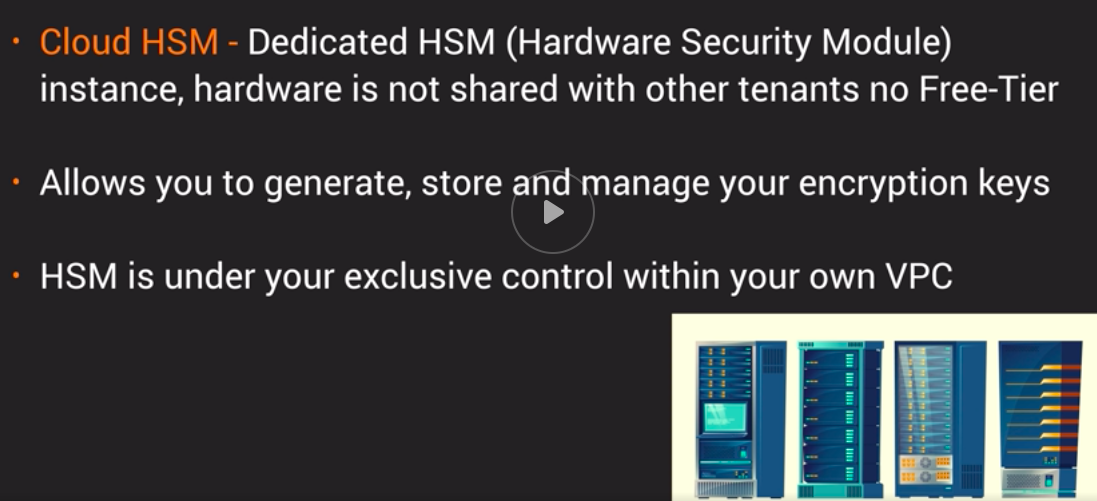 • Cloud HSM - Dedicated HSM (Hardware Security Module)
instance, hardware is not shared with other tenants no Free-Tier
• Allows you to generate, store and manage your encryption keys
• HSM is under your exclusive control within your own VPC